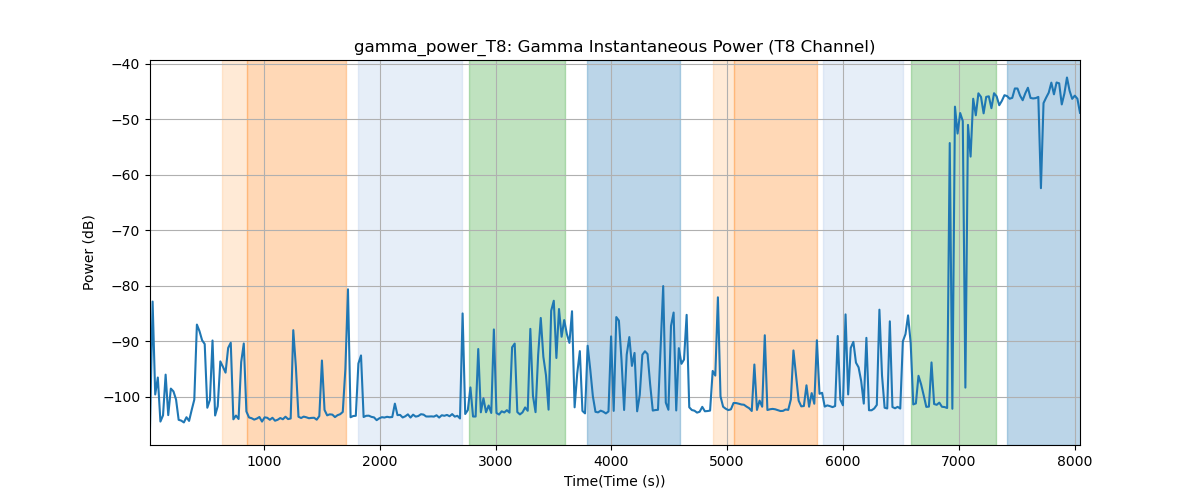 gamma_power_T8: Gamma Instantaneous Power (T8 Channel)
−40
−50
−60
−70
−80
−90
−100
Power (dB)
1000 2000 3000 4000 5000 6000 7000 8000
Time(Time (s))